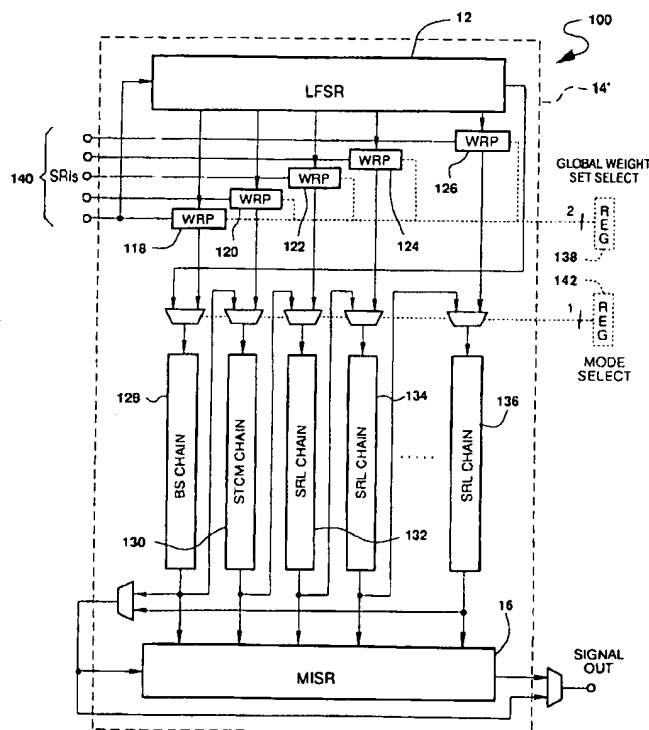 12
100
LFSR
14'
140
SRIs
WRP
126
WRP
124
WRP
122
WRP
120
WRP
118
GLOBAL WEIGHT
SET SELECT
2
REG
138
142
1
REG
MODE
SELECT
128
BS CHAIN
130
STCM CHAIN
SRL CHAIN
132
134
SRL CHAIN
......
136
SRL CHAIN
16
MISR
SIGNAL
OUT